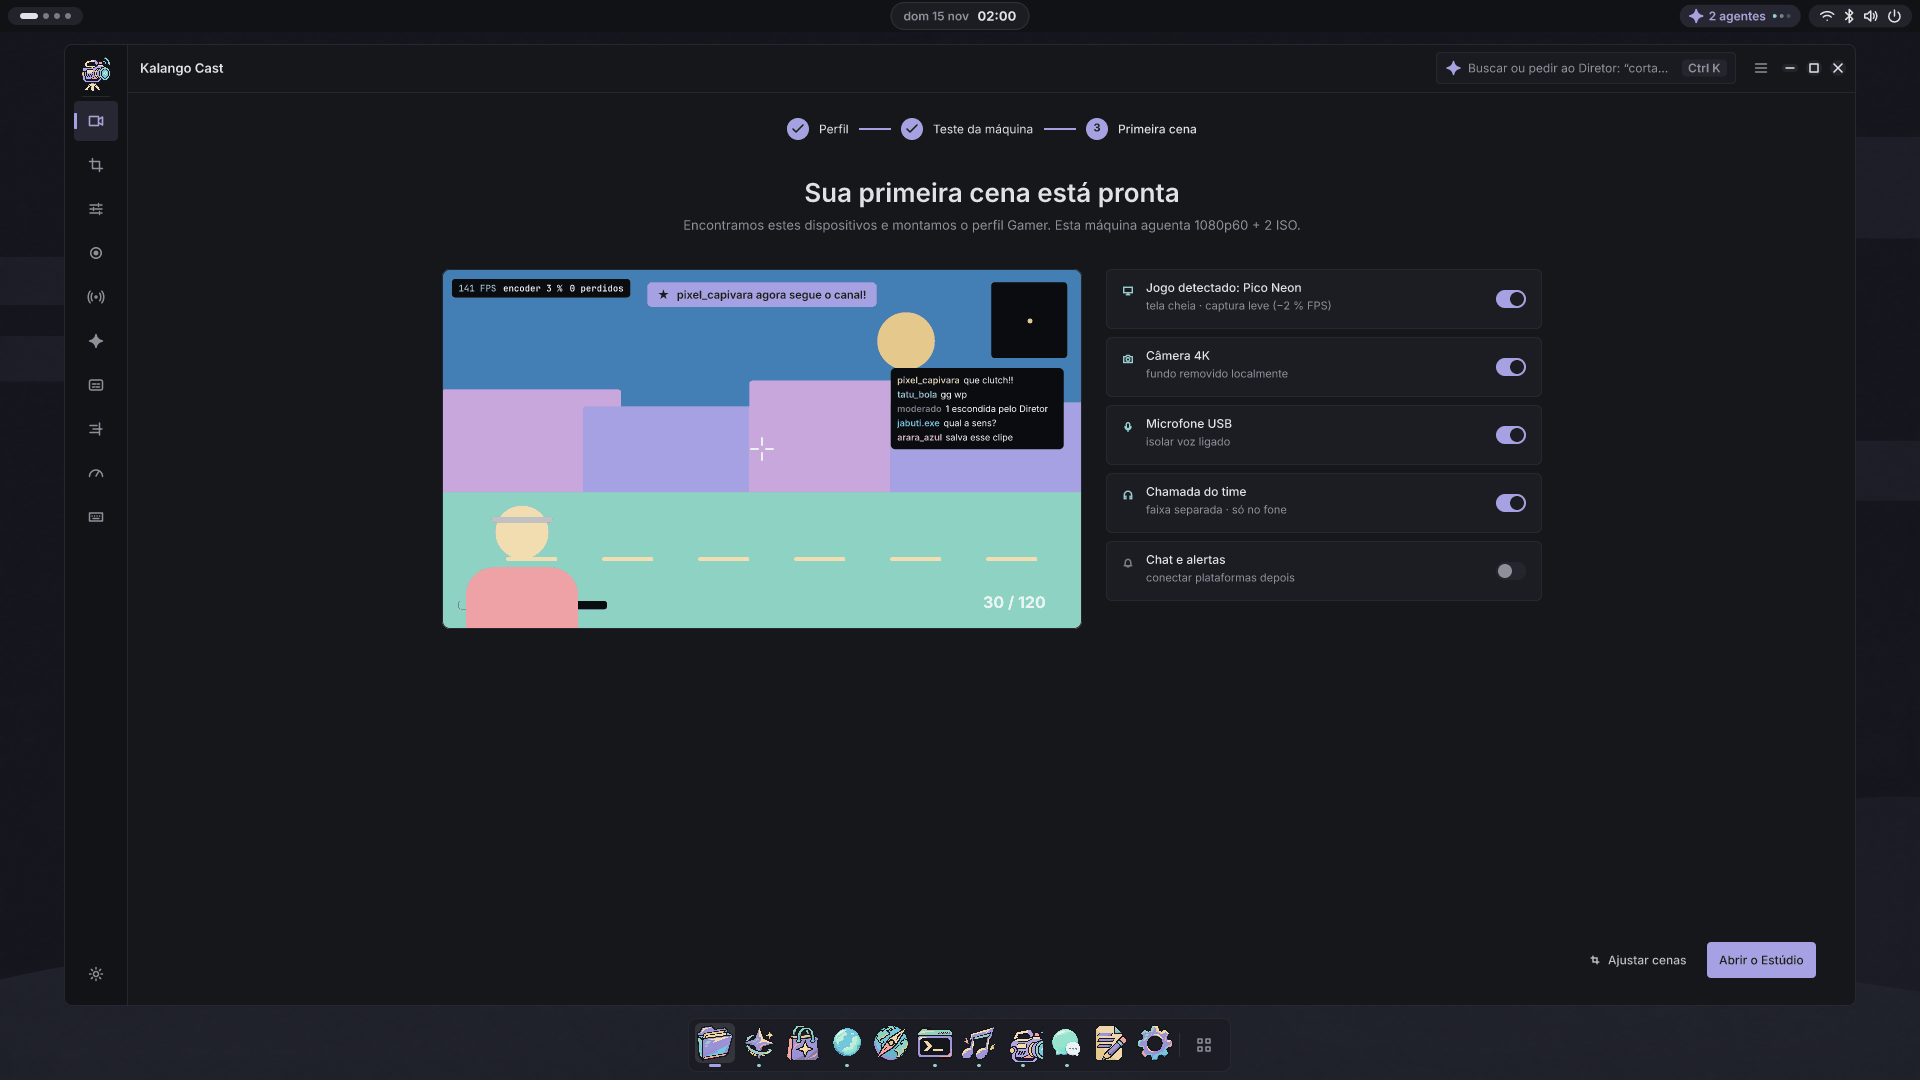 dom 15 nov 02:00
2 agentes
Kalango Cast
Buscar ou pedir ao Diretor: “corta... Ctrl K
Perfil
Teste da máquina
3 Primeira cena
Sua primeira cena está pronta
Encontramos estes dispositivos e montamos o perfil Gamer. Esta máquina aguenta 1080p60 + 2 ISO.
141 FPS encoder 3 % 0 perdidos
★ pixel_capivara agora segue o canal!
pixel_capivara que clutch!!
tatu_bola gg wp
moderado 1 escondida pelo Diretor
jabuti.exe qual a sens?
arara_azul salva esse clipe
30 / 120
Jogo detectado: Pico Neon
tela cheia · captura leve (−2 % FPS)
Câmera 4K
fundo removido localmente
Microfone USB
isolar voz ligado
Chamada do time
faixa separada · só no fone
Chat e alertas
conectar plataformas depois
Ajustar cenas
Abrir o Estúdio